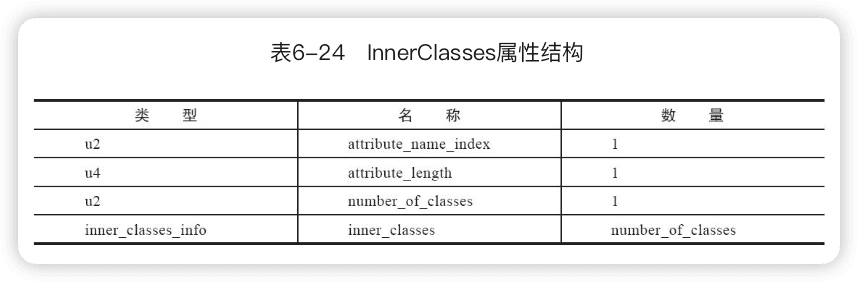 表6-24 InnerClasses属性结构
类 型 名 称 数 量
u2 attribute_name_index 1
u4 attribute_length 1
u2 number_of_classes 1
inner_classes_info inner_classes number_of_classes